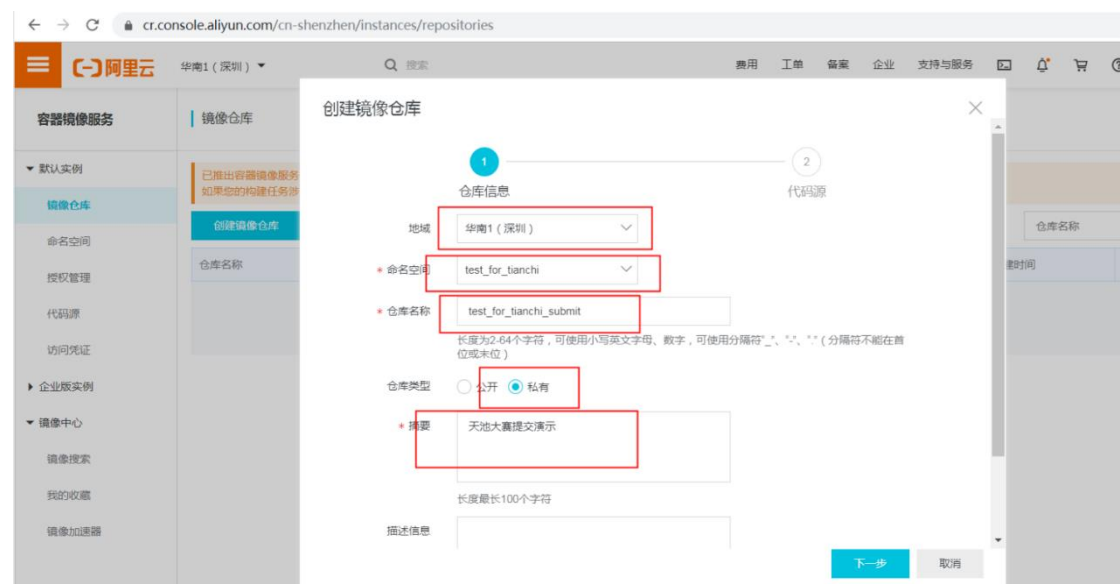 cr.console.aliyun.com/cn-shenzhen/instances/repositories
阿里云
华南1（深圳）
搜索
费用 工单 备案 企业 支持与服务
容器镜像服务
镜像仓库
默认实例
镜像仓库
命名空间
授权管理
代码源
访问凭证
企业版实例
镜像中心
镜像搜索
我的收藏
镜像加速器
已推出容器镜像服务
如果您的构建任务涉
创建镜像仓库
仓库名称
仓库名称
建时间
创建镜像仓库
1
2
仓库信息
代码源
地域 华南1（深圳）
* 命名空间 test_for_tianchi
* 仓库名称 test_for_tianchi_submit
长度为2-64个字符，可使用小写英文字母、数字，可使用分隔符"_"、"-"、"."（分隔符不能在首
位或末位）
仓库类型 公开 私有
* 摘要 天池大赛提交演示
长度最长100个字符
描述信息
下一步 取消